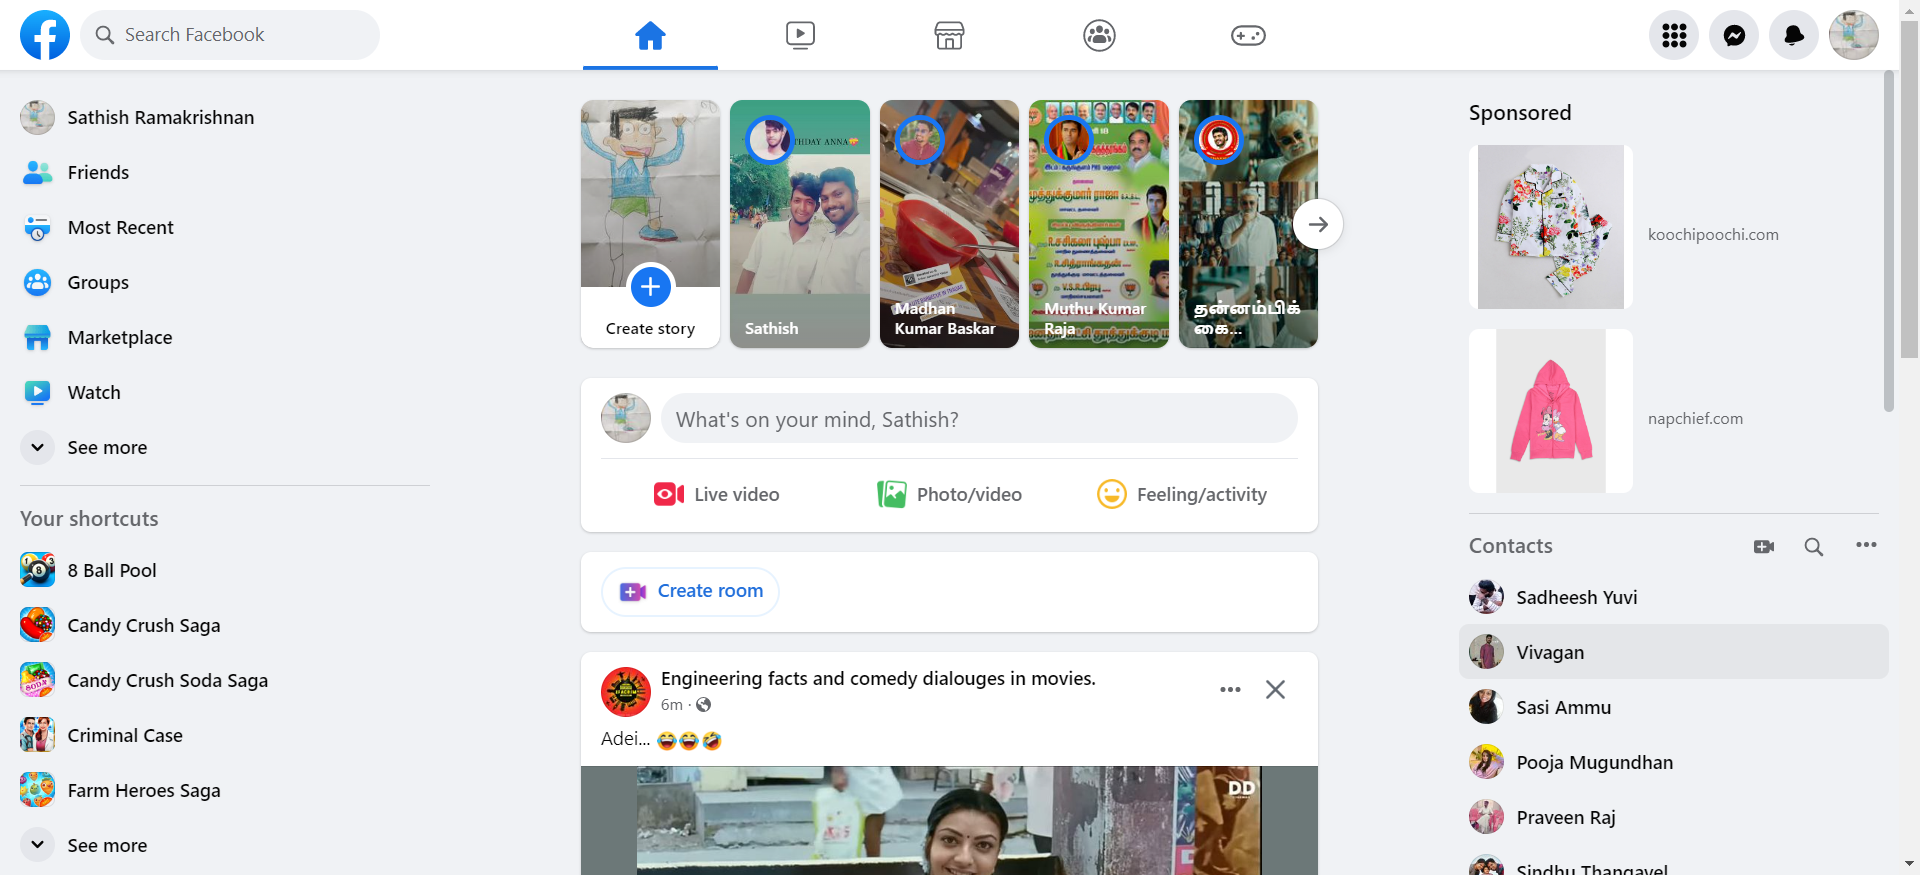 Search Facebook
Sathish Ramakrishnan
Friends
Most Recent
Groups
Marketplace
Watch
See more
Your shortcuts
8 Ball Pool
Candy Crush Saga
Candy Crush Soda Saga
Criminal Case
Farm Heroes Saga
See more
Create story
THDAY ANNA
Sathish
Madhan
Kumar Baskar
Muthu Kumar
Raja
தன்னம்பிக்
கை...
What's on your mind, Sathish?
Live video
Photo/video
Feeling/activity
Create room
Engineering facts and comedy dialouges in movies.
6m ·
Adei... 😂😂🤣
DD
Sponsored
koochipoochi.com
napchief.com
Contacts
Sadheesh Yuvi
Vivagan
Sasi Ammu
Pooja Mugundhan
Praveen Raj
Sindhu Thangavel